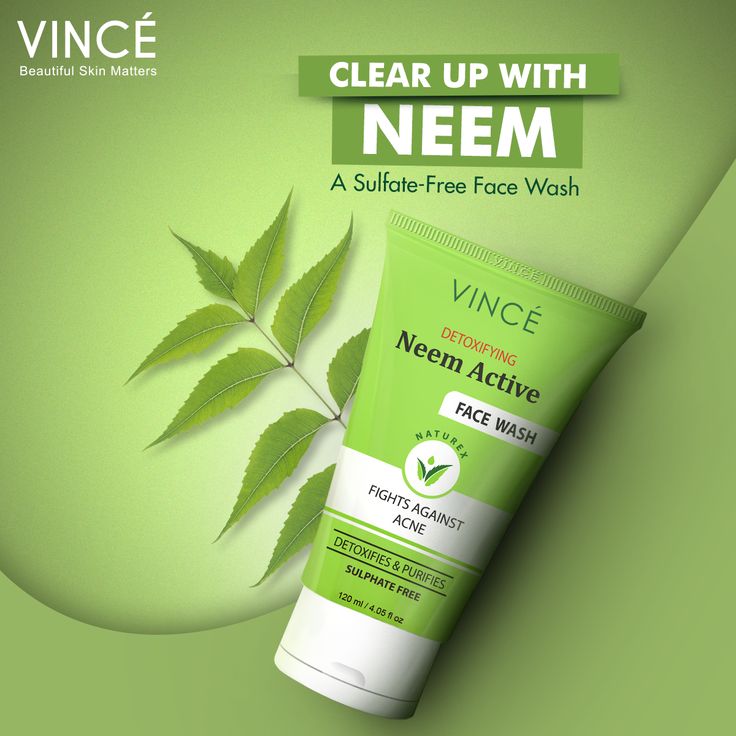 VINCÉ
Beautiful Skin Matters
CLEAR UP WITH
NEEM
A Sulfate-Free Face Wash
VINCÉ
VINCÉ
DETOXIFYING
Neem Active
FACE WASH
NATUREX
FIGHTS AGAINST
ACNE
DETOXIFIES & PURIFIES
SULPHATE FREE
120 ml / 4.05 fl oz